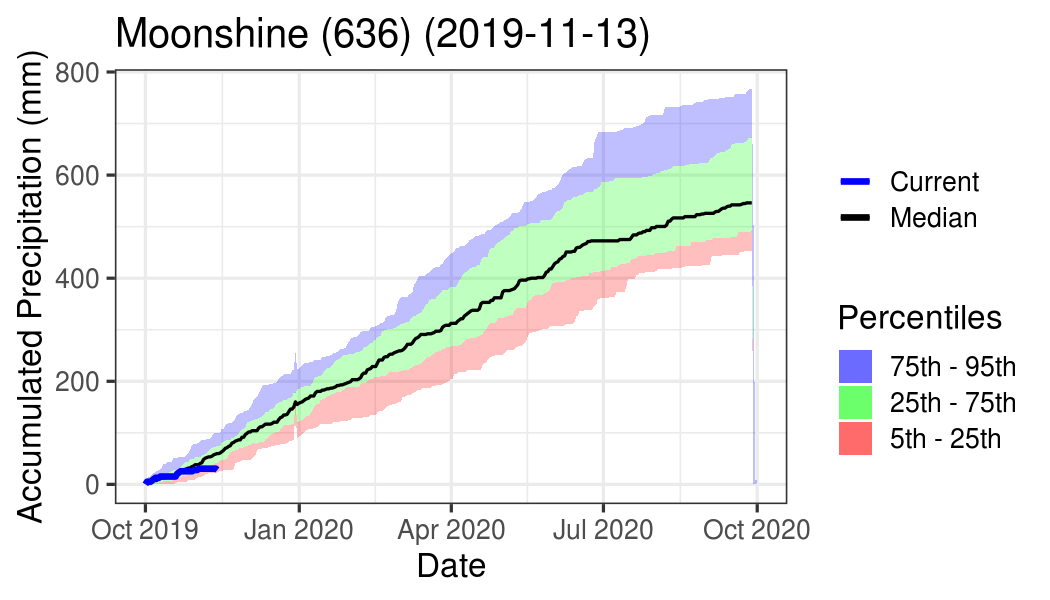 Moonshine (636) (2019-11-13)
Accumulated Precipitation (mm)
800
600
400
200
0
Oct 2019
Jan 2020
Apr 2020
Jul 2020
Oct 2020
Date
Current
Median
Percentiles
75th - 95th
25th - 75th
5th - 25th